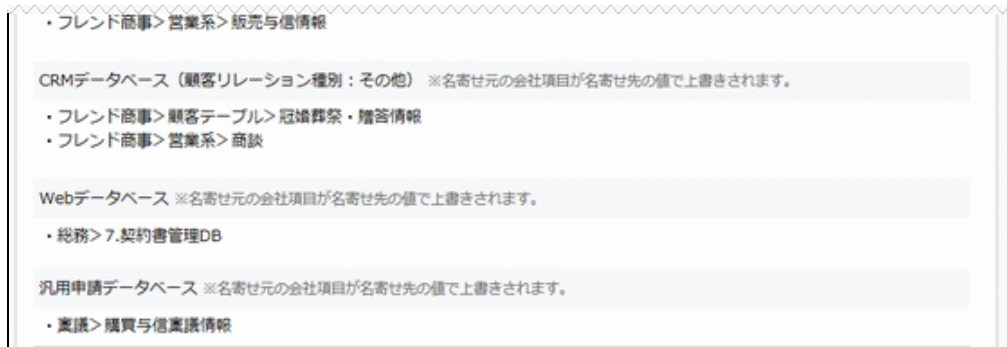 ・フレンド商事>営業系>販売与信情報
CRMデータベース（顧客リレーション種別：その他） ※名寄せ元の会社項目が名寄せ先の値で上書きされます。
・フレンド商事>顧客テーブル>冠婚葬祭・贈答情報
・フレンド商事>営業系>商談
Webデータベース ※名寄せ元の会社項目が名寄せ先の値で上書きされます。
・総務>7.契約書管理DB
汎用申請データベース ※名寄せ元の会社項目が名寄せ先の値で上書きされます。
・稟議>購買与信稟議情報